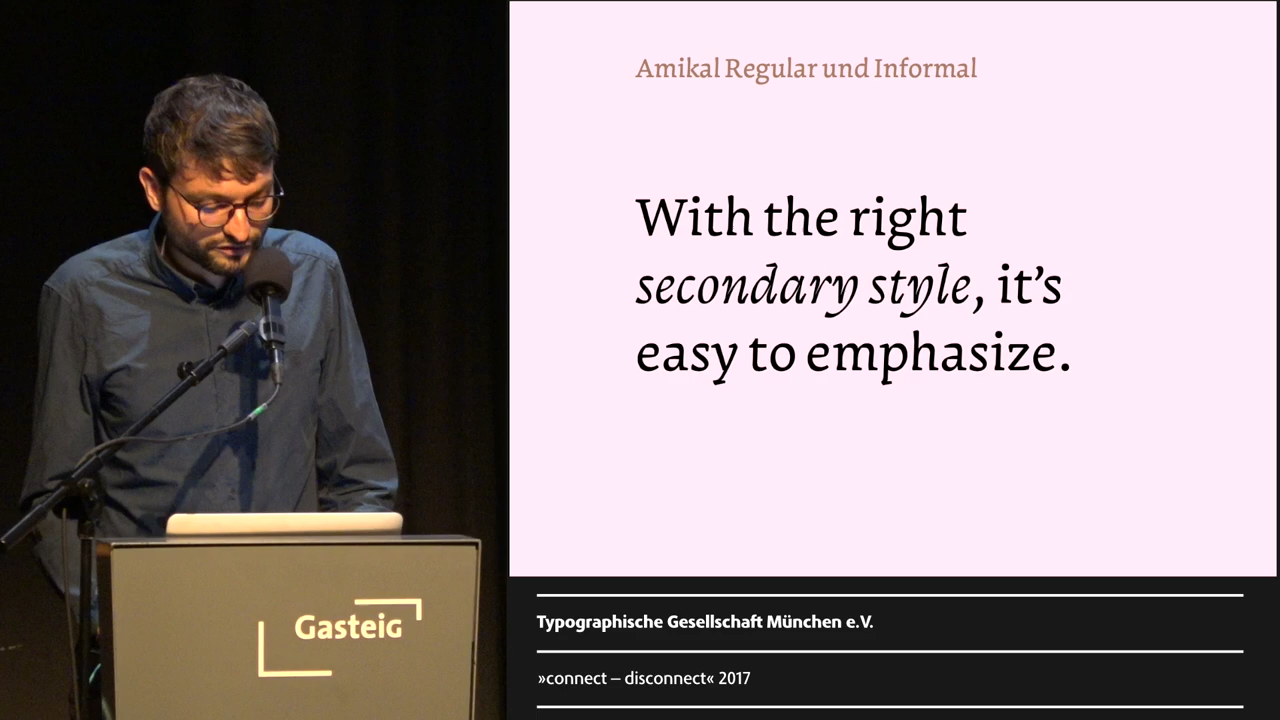 Amikal Regular und Informal
With the right
secondary style, it’s
easy to emphasize.
Gasteig
Typographische Gesellschaft München e.V.
»connect – disconnect« 2017